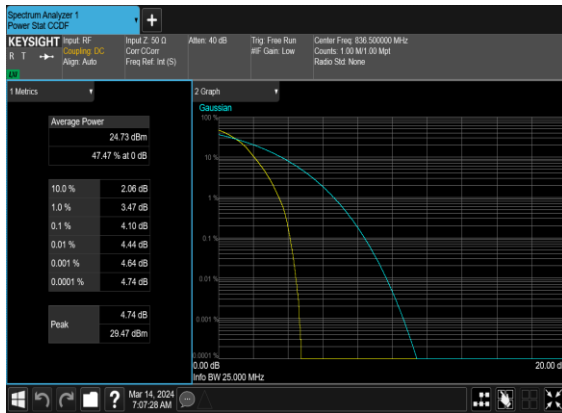 Spectrum Analyzer 1
Power Stat CCDF
+
KEYSIGHT
R T
LXI
Input: RF
Coupling: DC
Align: Auto
Input Z: 50 Ω
Corr CCorr
Freq Ref: Int (S)
Atten: 40 dB
Trig: Free Run
#IF Gain: Low
Center Freq: 836.500000 MHz
Counts: 1.00 M/1.00 Mpt
Radio Std: None
1 Metrics
Average Power
24.73 dBm
47.47 % at 0 dB
10.0 % 2.06 dB
1.0 % 3.47 dB
0.1 % 4.10 dB
0.01 % 4.44 dB
0.001 % 4.64 dB
0.0001 % 4.74 dB
Peak
4.74 dB
29.47 dBm
2 Graph
Gaussian
100 %
10 %
1 %
0.1 %
0.01 %
0.001 %
0.0001 %
0.00 dB
20.00 d
Info BW 25.000 MHz
?
Mar 14, 2024
7:07:28 AM